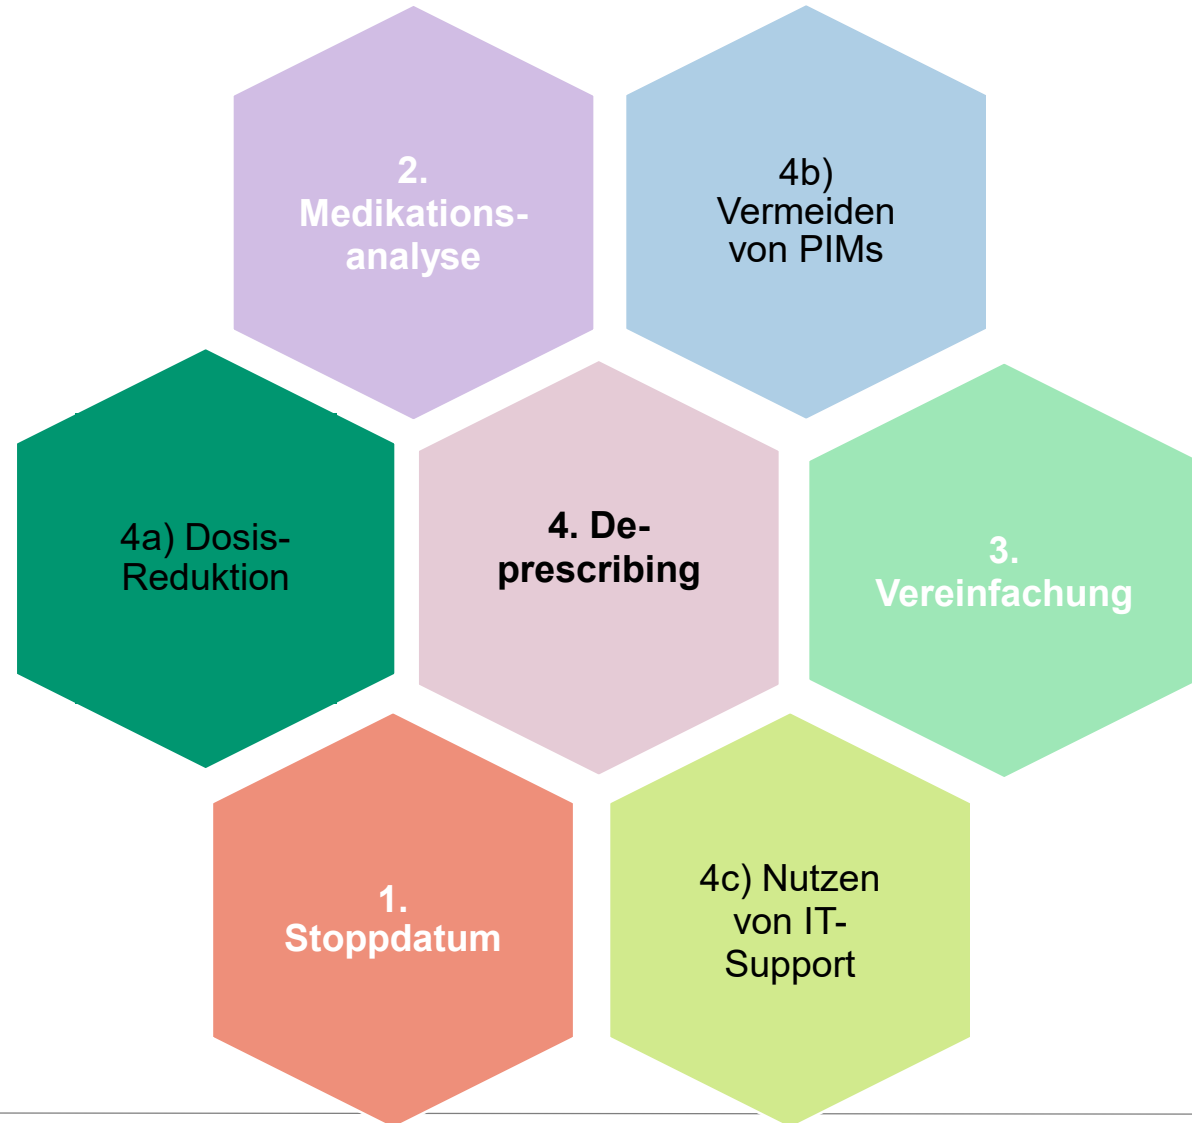 2.
Medikations-
analyse
4b)
Vermeiden
von PIMs
4a) Dosis-
Reduktion
4. De-
prescribing
3.
Vereinfachung
1.
Stoppdatum
4c) Nutzen
von IT-
Support